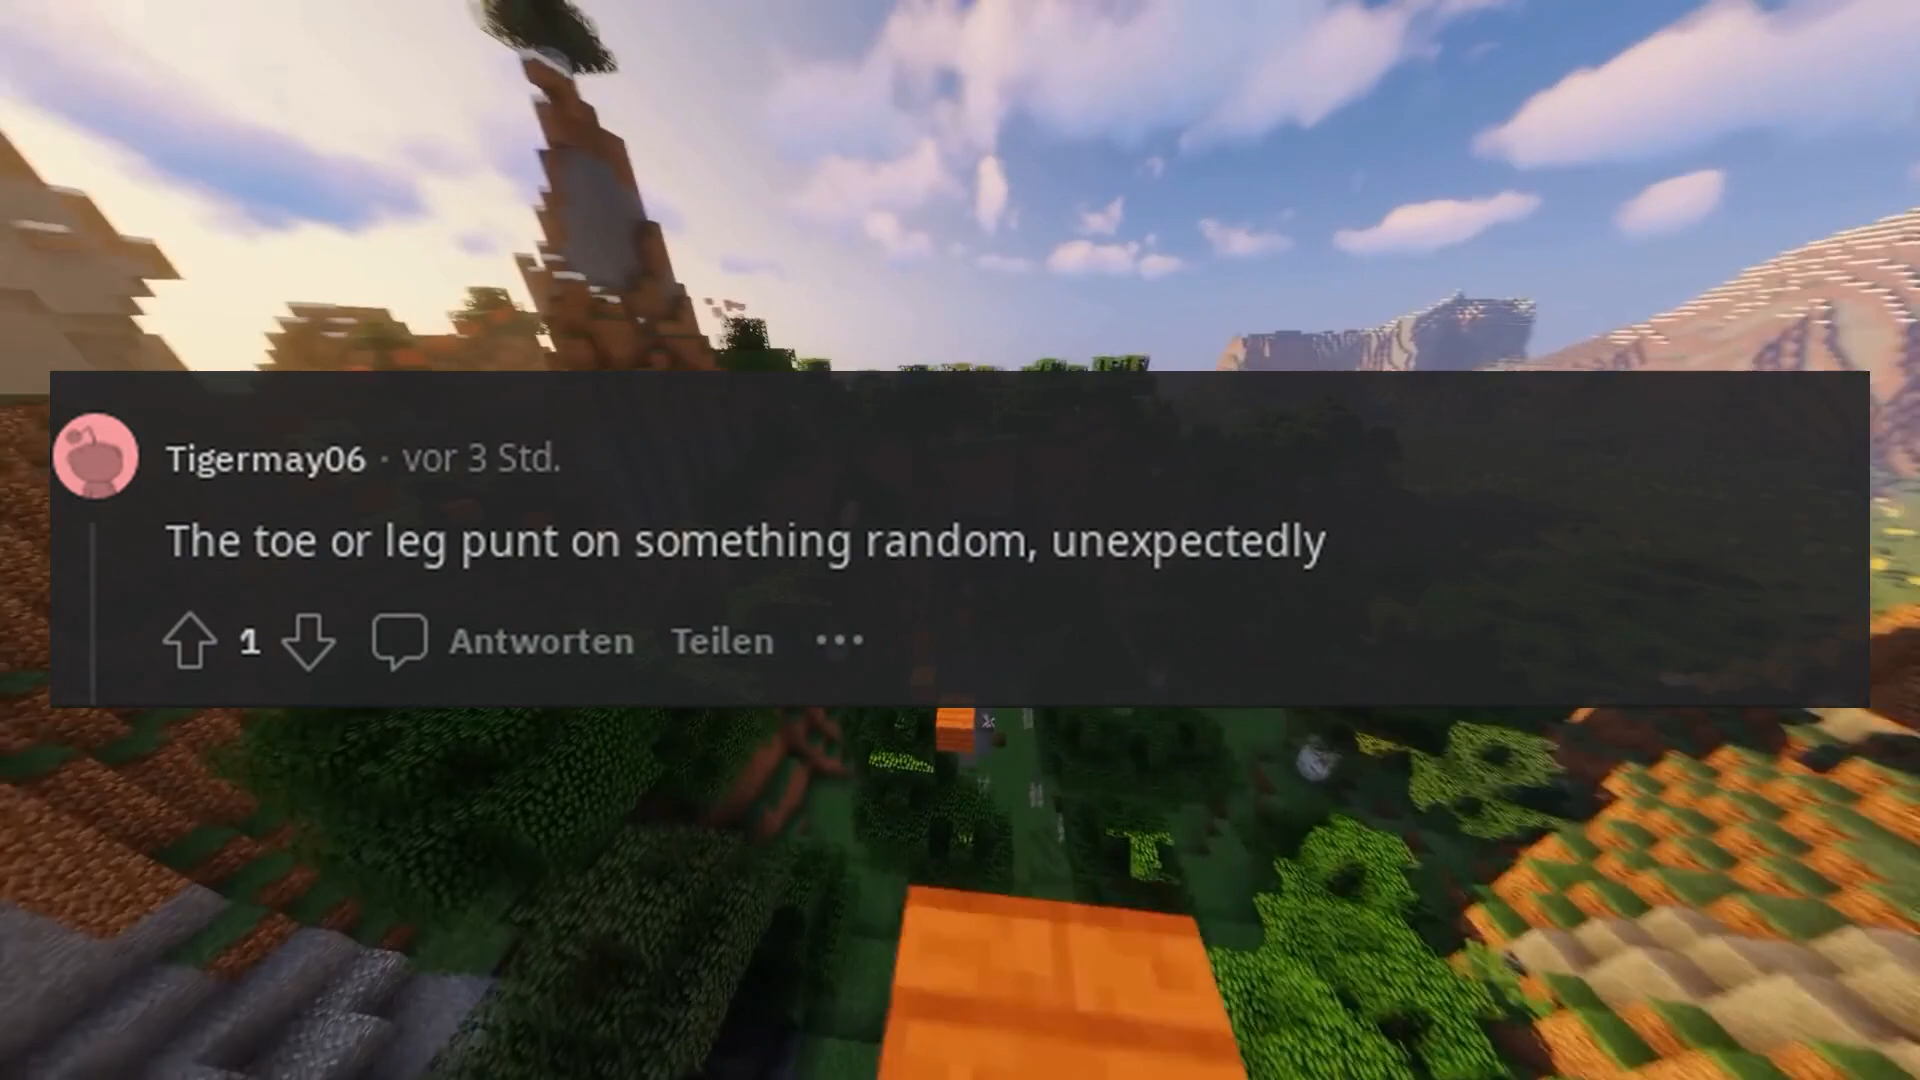 Tigermay06 · vor 3 Std.
The toe or leg punt on something random, unexpectedly
1 Antworten Teilen •••